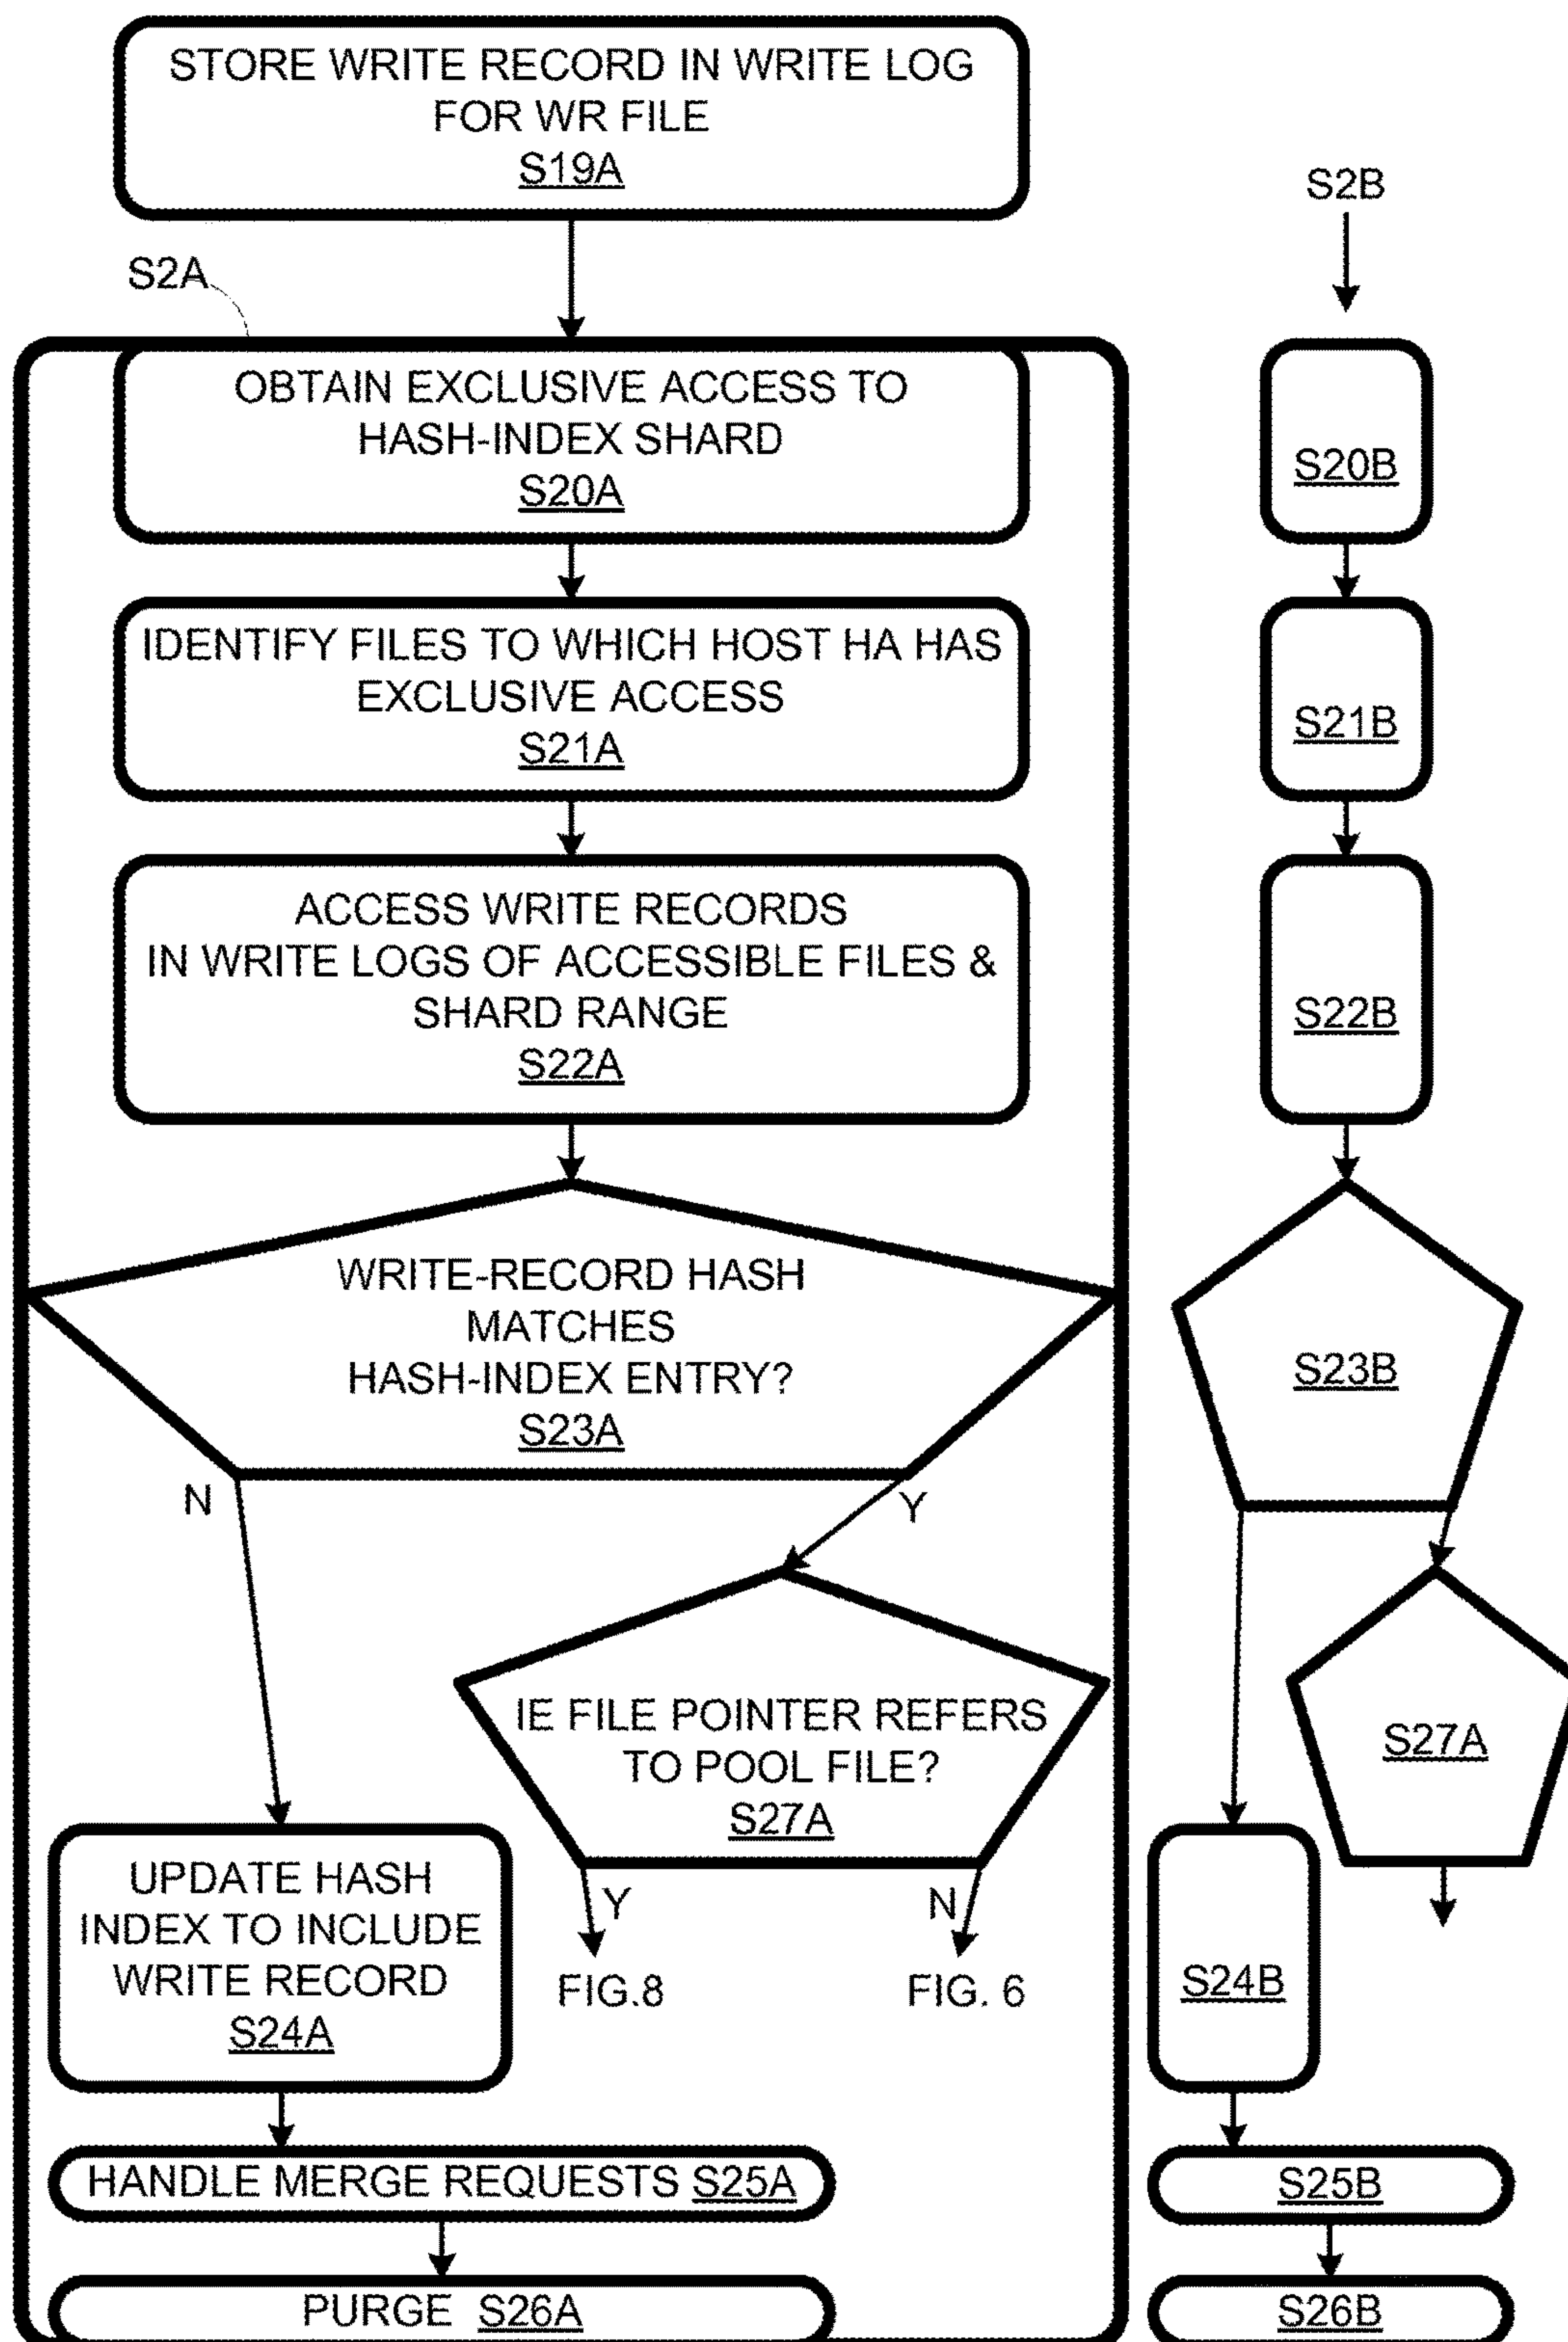 STORE WRITE RECORD IN WRITE LOG
FOR WR FILE
S19A
S2A
OBTAIN EXCLUSIVE ACCESS TO
HASH-INDEX SHARD
S20A
IDENTIFY FILES TO WHICH HOST HA HAS
EXCLUSIVE ACCESS
S21A
ACCESS WRITE RECORDS
IN WRITE LOGS OF ACCESSIBLE FILES &
SHARD RANGE
S22A
WRITE-RECORD HASH
MATCHES
HASH-INDEX ENTRY?
S23A
N
Y
IE FILE POINTER REFERS
TO POOL FILE?
S27A
Y
N
FIG.8
FIG. 6
UPDATE HASH
INDEX TO INCLUDE
WRITE RECORD
S24A
HANDLE MERGE REQUESTS S25A
PURGE S26A
S2B
S20B
S21B
S22B
S23B
S27A
S24B
S25B
S26B